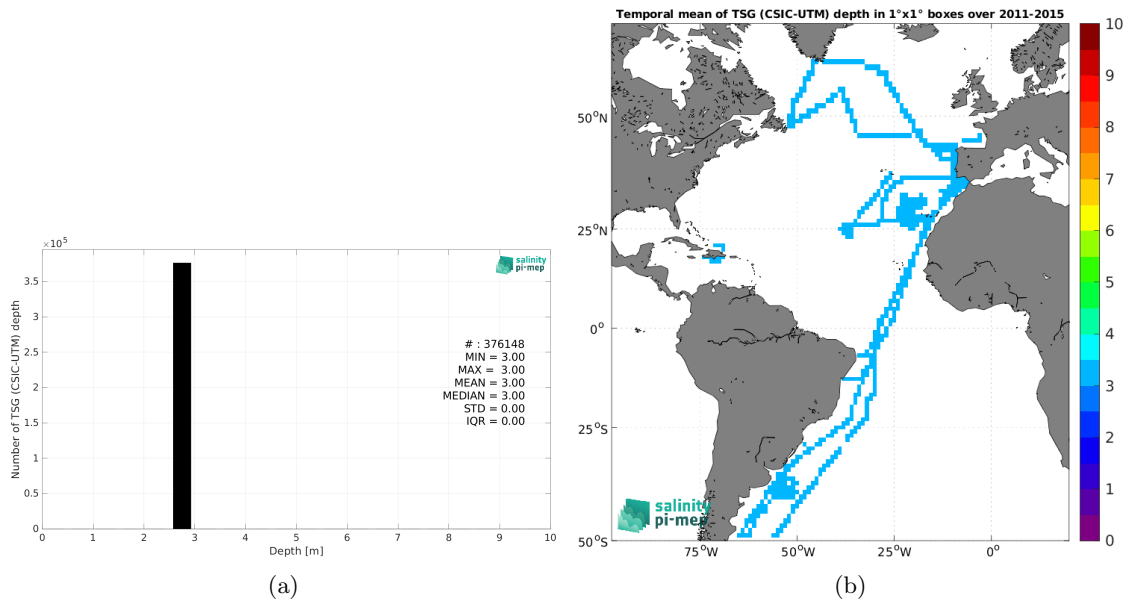 ×10^5
3.5
3
2.5
2
1.5
1
0.5
0
Number of TSG (CSIC-UTM) depth
salinity
pi-mep
# : 376148
MIN = 3.00
MAX = 3.00
MEAN = 3.00
MEDIAN = 3.00
STD = 0.00
IQR = 0.00
0 1 2 3 4 5 6 7 8 9 10
Depth [m]
(a)
Temporal mean of TSG (CSIC-UTM) depth in 1°x1° boxes over 2011-2015
50°N
25°N
0°
25°S
50°S
salinity
pi-mep
75°W 50°W 25°W 0°
10
9
8
7
6
5
4
3
2
1
0
(b)